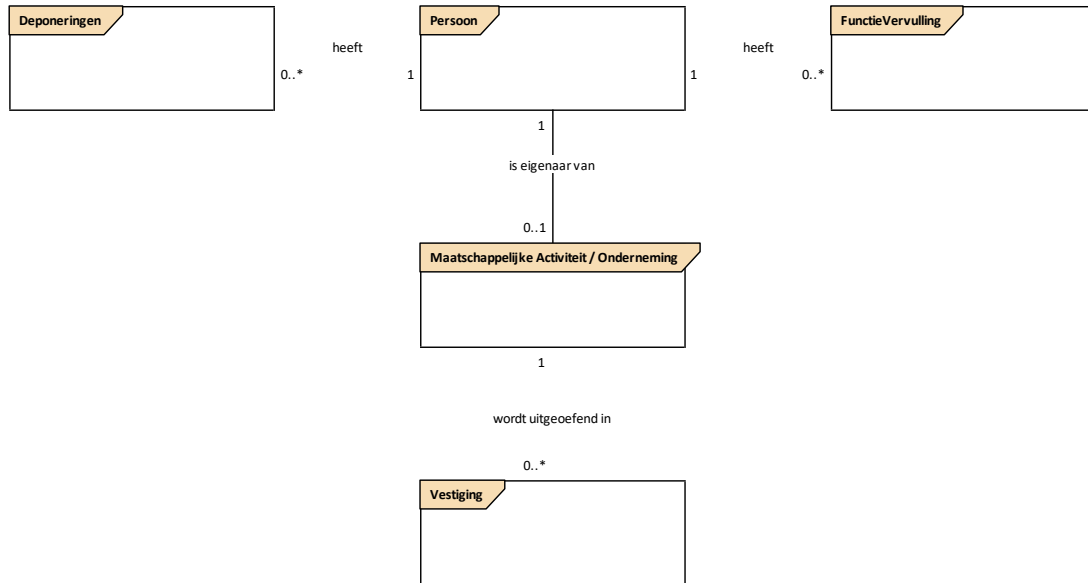 Deponeringen
Persoon
FunctieVervulling
heeft
heeft
0..*
1
1
0..*
1
is eigenaar van
0..1
Maatschappelijke Activiteit / Onderneming
1
wordt uitgeoefend in
0..*
Vestiging